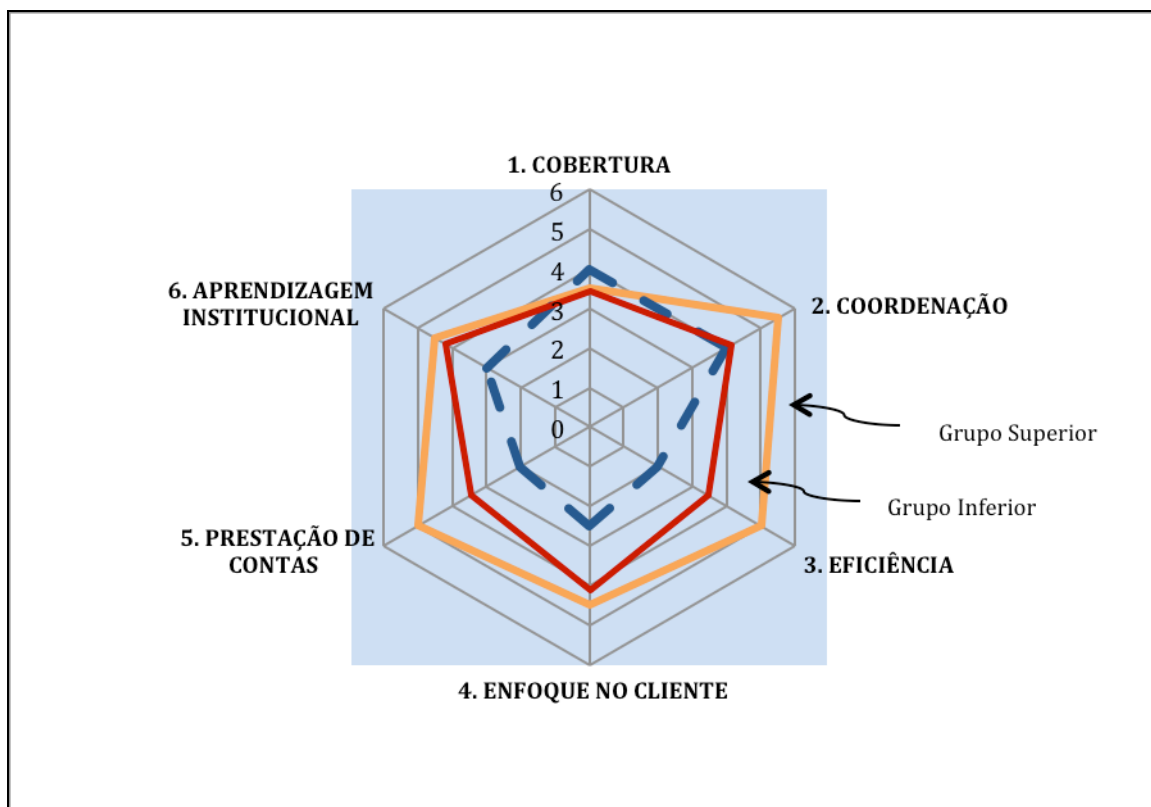 1. COBERTURA
6
5
4
3
2
1
0
6. APRENDIZAGEM
INSTITUCIONAL
2. COORDENAÇÃO
Grupo Superior
Grupo Inferior
5. PRESTAÇÃO DE
CONTAS
3. EFICIÊNCIA
4. ENFOQUE NO CLIENTE